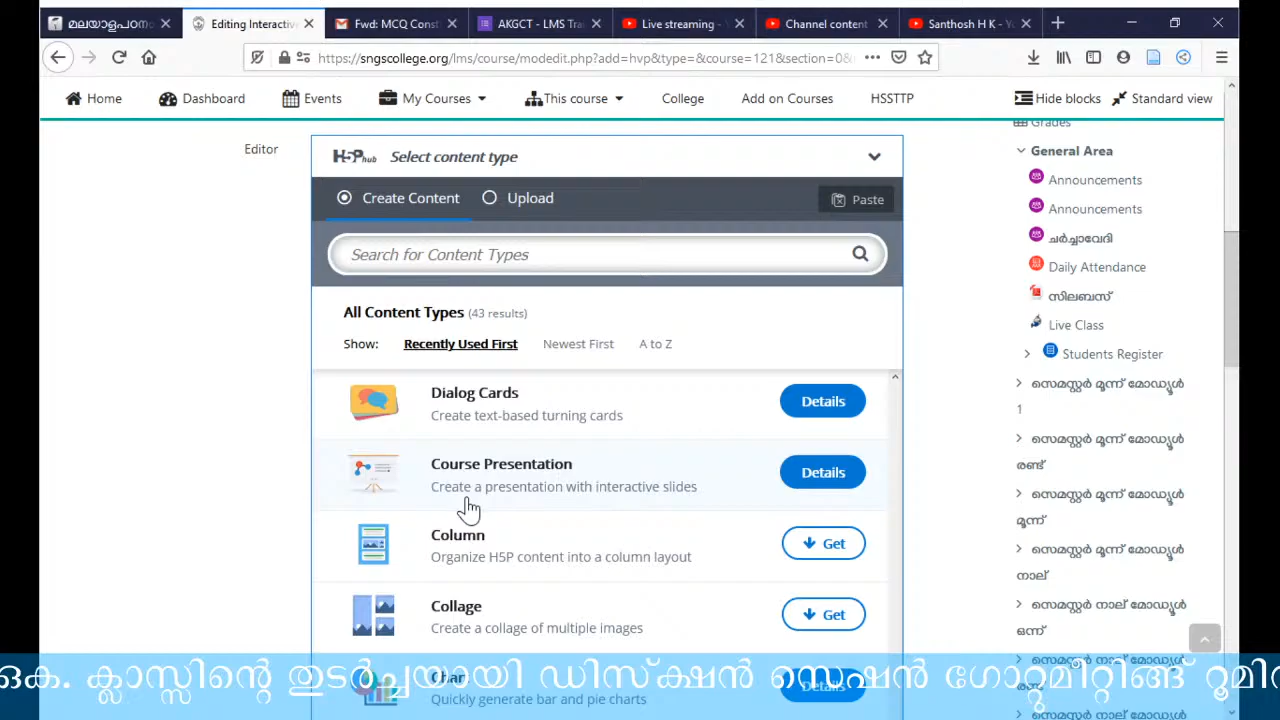 മലയാളപഠന
Editing Interactiv
Fwd: MCQ Const
AKGCT - LMS Trai
Live streaming - Y
Channel content
Santhosh H K - Yo
https://sngscollege.org/lms/course/modedit.php?add=hvp&type=&course=121&section=0&
Home Dashboard Events My Courses This course College Add on Courses HSSTTP Hide blocks Standard view
Editor
H5P hub Select content type
Create Content Upload Paste
Search for Content Types
All Content Types (43 results)
Show: Recently Used First Newest First A to Z
Dialog Cards
Create text-based turning cards
Details
Course Presentation
Create a presentation with interactive slides
Details
Column
Organize H5P content into a column layout
Get
Collage
Create a collage of multiple images
Get
Chart
Quickly generate bar and pie charts
Details
Grades
General Area
Announcements
Announcements
ചർച്ചാവേദി
Daily Attendance
സിലബസ്
Live Class
Students Register
സെമസ്റ്റർ മൂന്ന് മോഡ്യൂൾ
1
സെമസ്റ്റർ മൂന്ന് മോഡ്യൂൾ
രണ്ട്
സെമസ്റ്റർ മൂന്ന് മോഡ്യൂൾ
മൂന്ന്
സെമസ്റ്റർ മൂന്ന് മോഡ്യൂൾ
നാല്
സെമസ്റ്റർ നാല് മോഡ്യൂൾ
ഒന്ന്
ക്ലാസ്സിന്റെ തുടർച്ചയായി ഡിസ്ക്ഷൻ സെഷൻ ഗോറ്റുമീറ്റിങ്ങ്